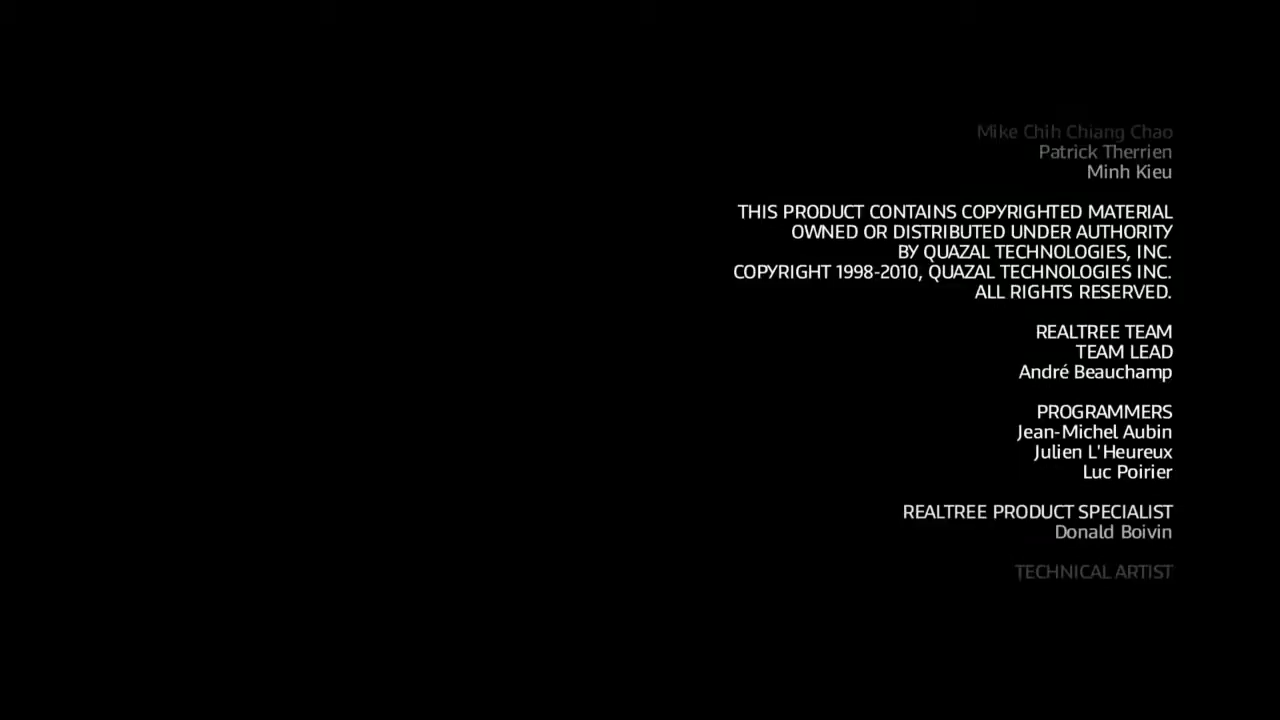 Mike Chih Chiang Chao
Patrick Therrien
Minh Kieu
THIS PRODUCT CONTAINS COPYRIGHTED MATERIAL
OWNED OR DISTRIBUTED UNDER AUTHORITY
BY QUAZAL TECHNOLOGIES, INC.
COPYRIGHT 1998-2010, QUAZAL TECHNOLOGIES INC.
ALL RIGHTS RESERVED.
REALTREE TEAM
TEAM LEAD
André Beauchamp
PROGRAMMERS
Jean-Michel Aubin
Julien L'Heureux
Luc Poirier
REALTREE PRODUCT SPECIALIST
Donald Boivin
TECHNICAL ARTIST